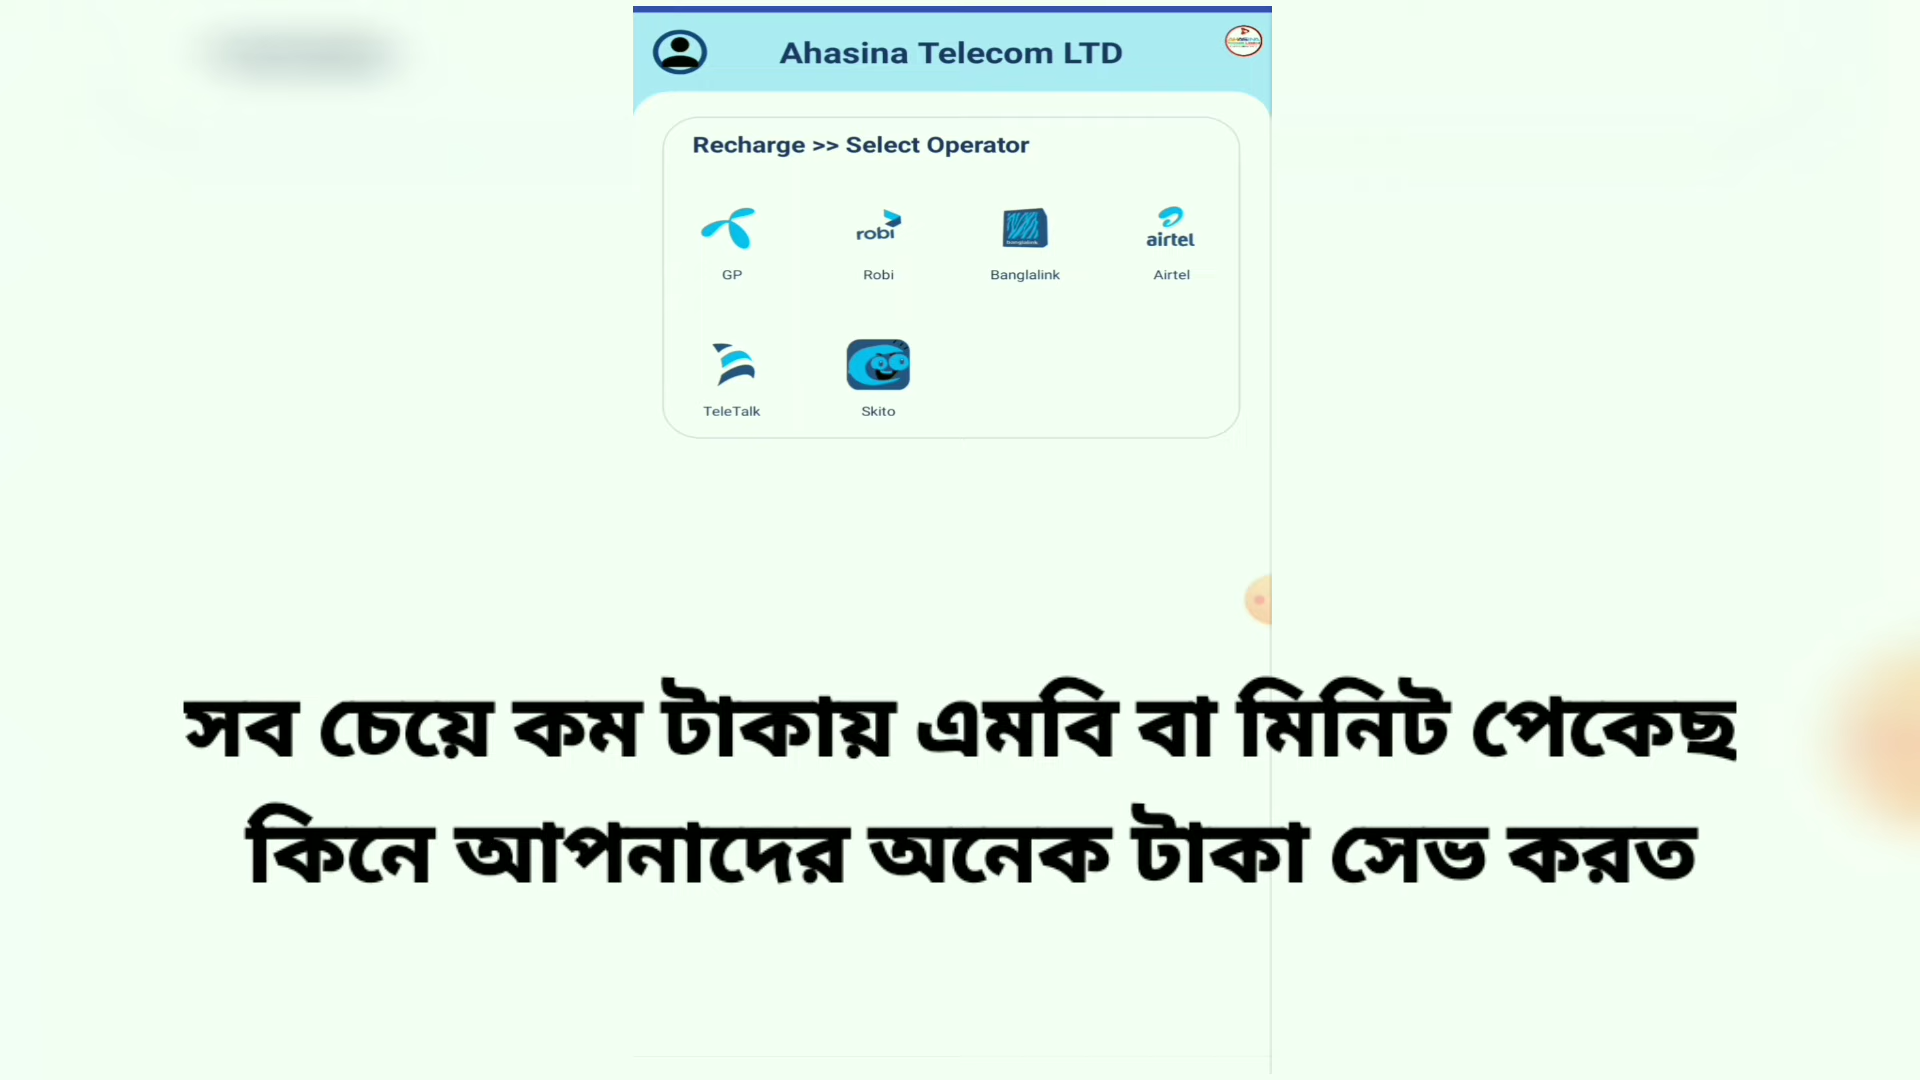 Ahasina Telecom LTD
Recharge >> Select Operator
robi
banglalink
airtel
GP
Robi
Banglalink
Airtel
TeleTalk
Skito
সব চেয়ে কম টাকায় এমবি বা মিনিট পেকেছ
কিনে আপনাদের অনেক টাকা সেভ করত